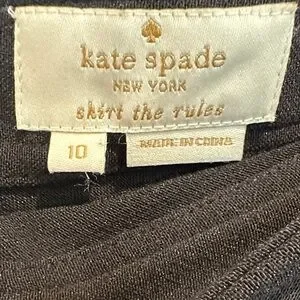 kate spade
NEW YORK
skirt the rules
10
MADE IN CHINA